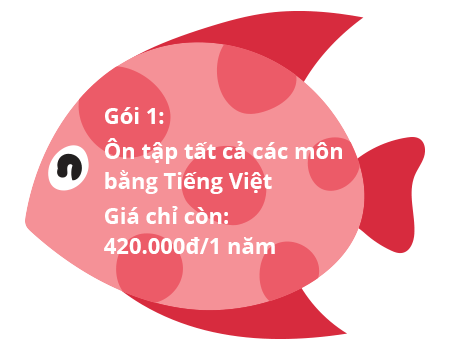 Gói 1:
Ôn tập tất cả các môn
bằng Tiếng Việt
Giá chỉ còn:
420.000đ/1 năm